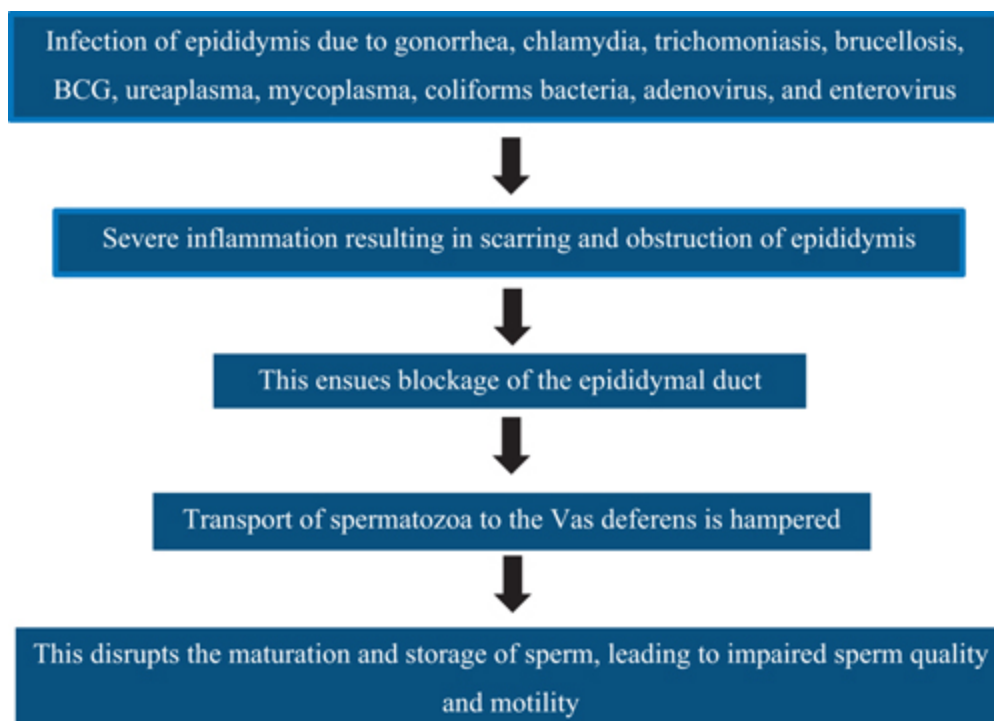 Infection of epididymis due to gonorrhea, chlamydia, trichomoniasis, brucellosis,
BCG, ureaplasma, mycoplasma, coliforms bacteria, adenovirus, and enterovirus
Severe inflammation resulting in scarring and obstruction of epididymis
This ensues blockage of the epididymal duct
Transport of spermatozoa to the Vas deferens is hampered
This disrupts the maturation and storage of sperm, leading to impaired sperm quality
and motility